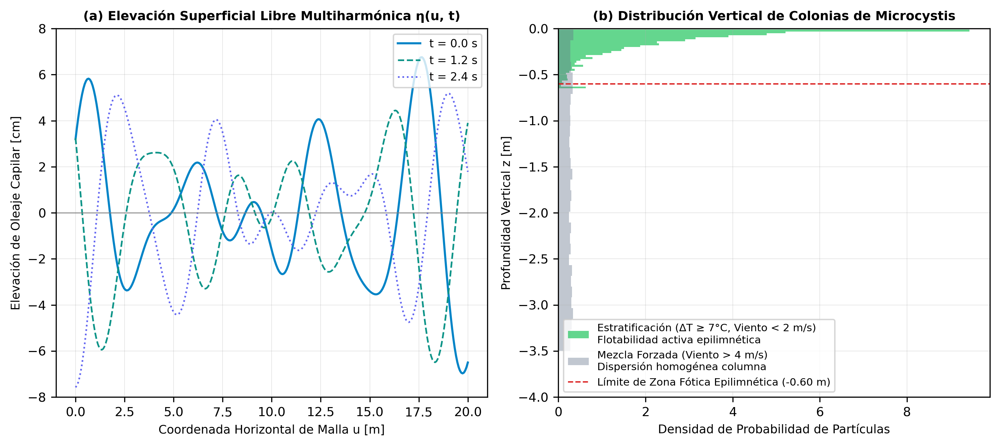 (a) Elevación Superficial Libre Multiharmónica η(u, t)
8
6
4
2
0
−2
−4
−6
−8
Elevación de Oleaje Capilar [cm]
t = 0.0 s
t = 1.2 s
t = 2.4 s
0.0 2.5 5.0 7.5 10.0 12.5 15.0 17.5 20.0
Coordenada Horizontal de Malla u [m]
(b) Distribución Vertical de Colonias de Microcystis
0.0
−0.5
−1.0
−1.5
−2.0
−2.5
−3.0
−3.5
−4.0
Profundidad Vertical z [m]
Estratificación (ΔT ≥ 7°C, Viento < 2 m/s)
Flotabilidad activa epilimnética
Mezcla Forzada (Viento > 4 m/s)
Dispersión homogénea columna
Límite de Zona Fótica Epilimnética (-0.60 m)
0 2 4 6 8
Densidad de Probabilidad de Partículas